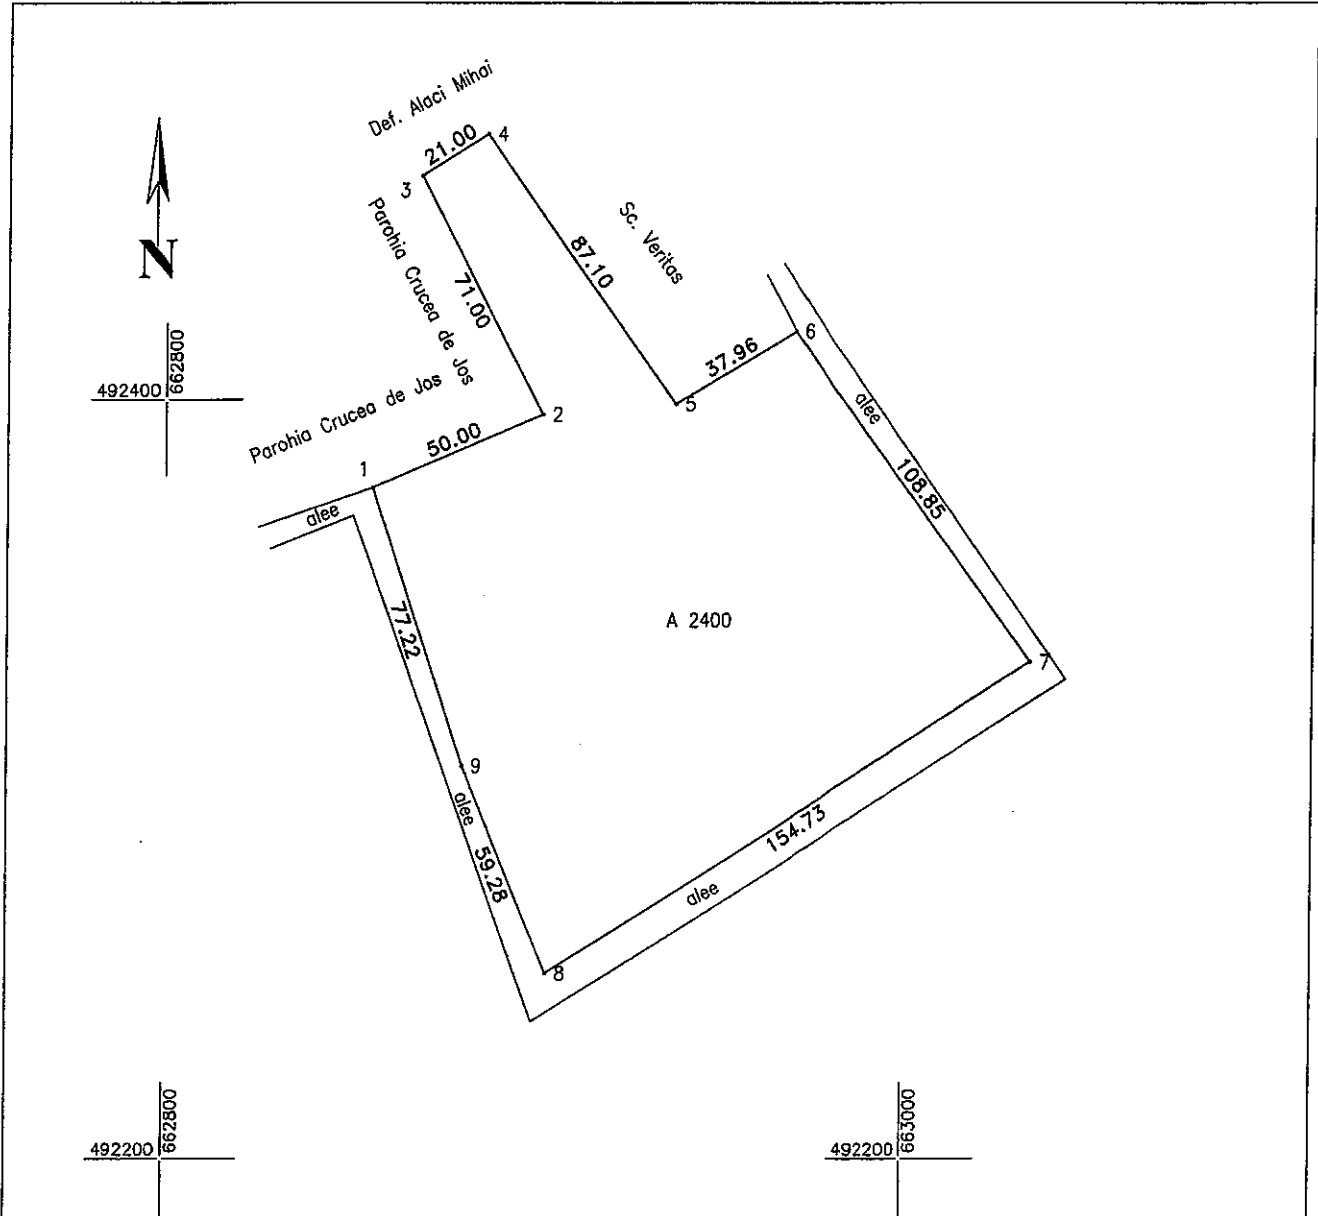 Def. Alaci Mihai
21.00
4
3
N
Parohia Crucea de Jos
71.00
87.10
Sc. Veritas
6
37.96
5
alee
662800
492400
Parohia Crucea de Jos
2
50.00
1
alee
108.85
77.22
A 2400
7
9
alee
154.73
59.28
alee
8
662800
492200
663000
492200